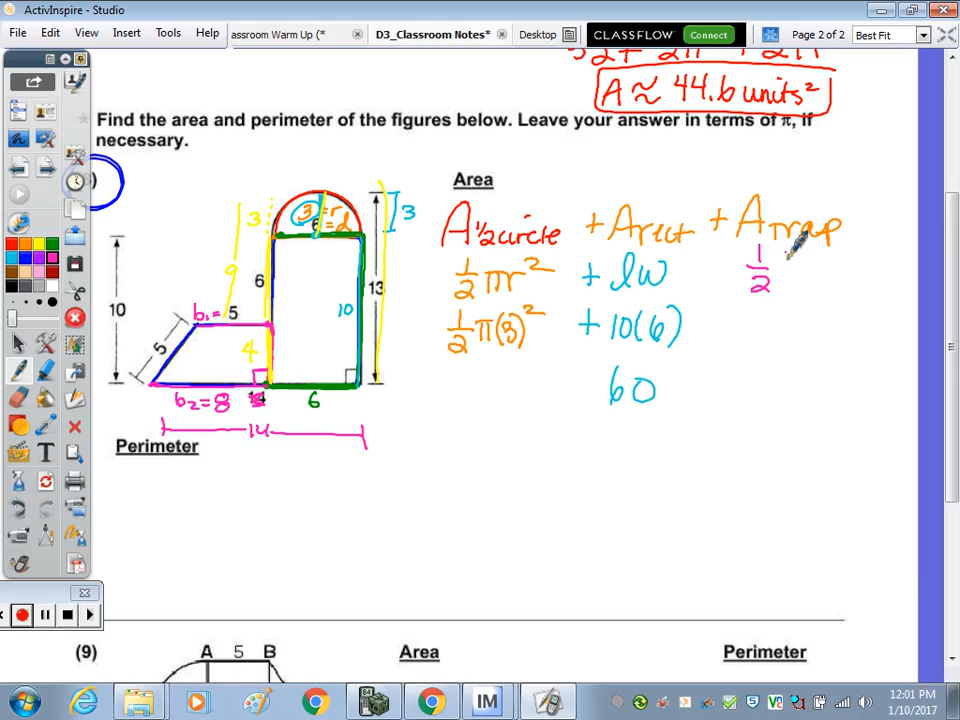 ActivInspire - Studio
File Edit View Insert Tools Help
assroom Warm Up (*
D3_Classroom Notes*
Desktop
CLASSFLOW
Connect
Page 2 of 2
Best Fit
A ≈ 44.6 units²
Find the area and perimeter of the figures below. Leave your answer in terms of π, if
necessary.
Area
A½circle + Arect + Atrap
½πr² + lw ½
½π(3)² + 10(6)
60
3
3 = r
6 = d
3
9
6
13
10
10
b₁= 5
5
4
b₂=8
6
14
Perimeter
(9)
A 5 B
Area
Perimeter
IM
12:01 PM
1/10/2017